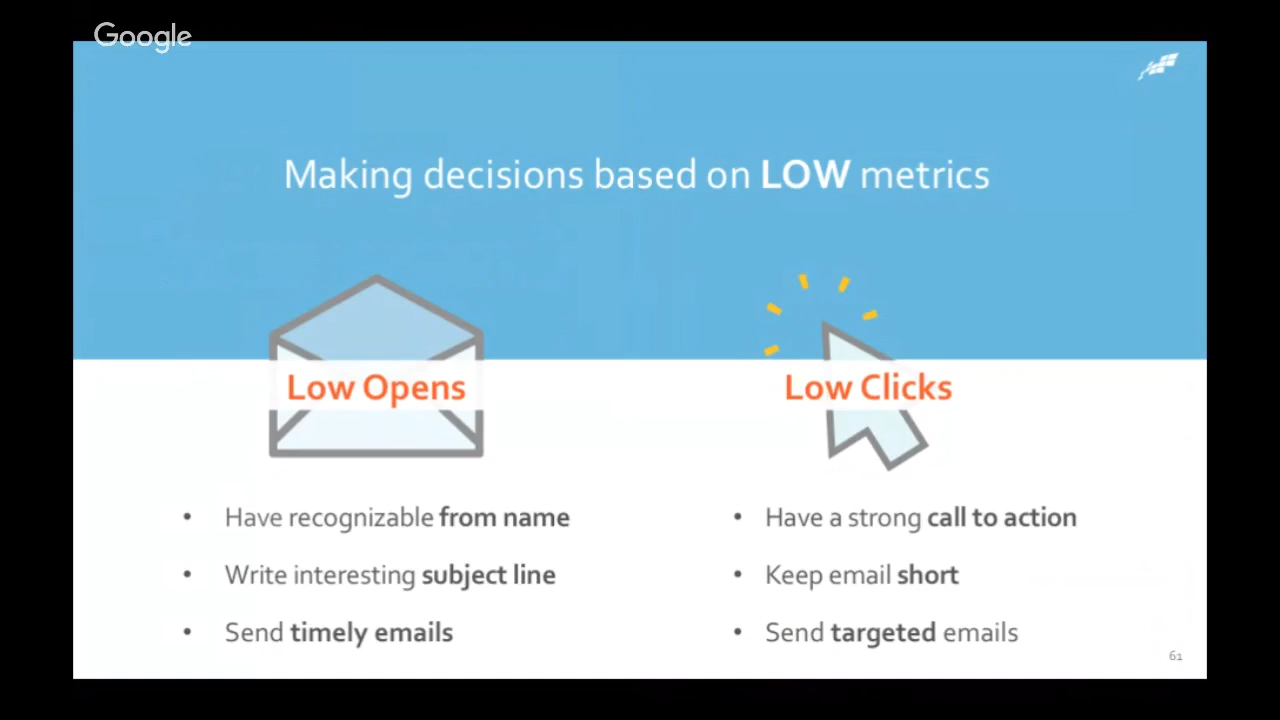 Google
Making decisions based on LOW metrics
Low Opens
• Have recognizable from name
• Write interesting subject line
• Send timely emails
Low Clicks
• Have a strong call to action
• Keep email short
• Send targeted emails
61